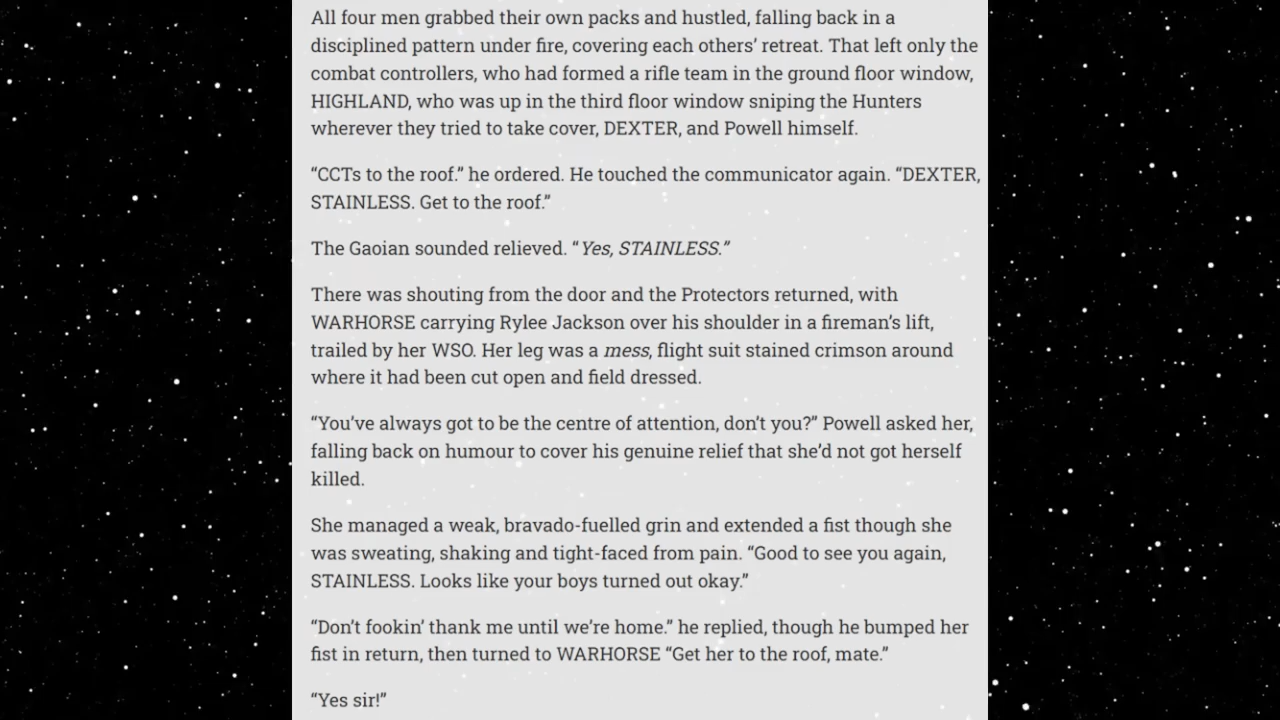 All four men grabbed their own packs and hustled, falling back in a
disciplined pattern under fire, covering each others’ retreat. That left only the
combat controllers, who had formed a rifle team in the ground floor window,
HIGHLAND, who was up in the third floor window sniping the Hunters
wherever they tried to take cover, DEXTER, and Powell himself.
“CCTs to the roof.” he ordered. He touched the communicator again. “DEXTER,
STAINLESS. Get to the roof.”
The Gaoian sounded relieved. “Yes, STAINLESS.”
There was shouting from the door and the Protectors returned, with
WARHORSE carrying Rylee Jackson over his shoulder in a fireman’s lift,
trailed by her WSO. Her leg was a mess, flight suit stained crimson around
where it had been cut open and field dressed.
“You’ve always got to be the centre of attention, don’t you?” Powell asked her,
falling back on humour to cover his genuine relief that she’d not got herself
killed.
She managed a weak, bravado-fuelled grin and extended a fist though she
was sweating, shaking and tight-faced from pain. “Good to see you again,
STAINLESS. Looks like your boys turned out okay.”
“Don’t fookin’ thank me until we’re home.” he replied, though he bumped her
fist in return, then turned to WARHORSE “Get her to the roof, mate.”
“Yes sir!”